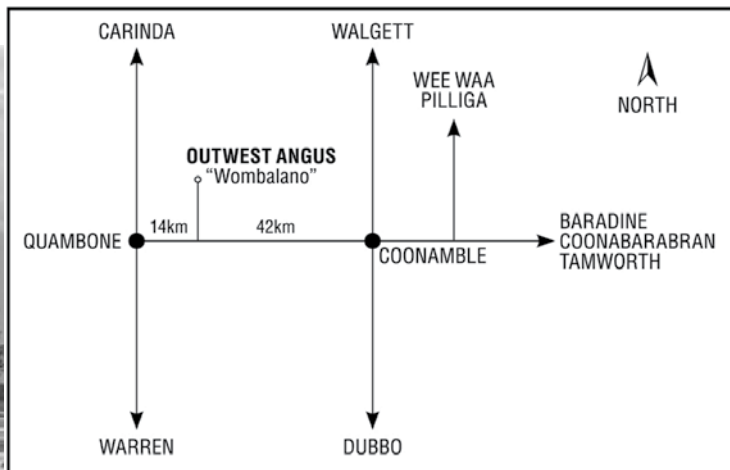 CARINDA
WALGETT
WEE WAA
PILLIGA
NORTH
OUTWEST ANGUS
"Wombalano"
14km
42km
QUAMBONE
COONAMBLE
BARADINE
COONABARABRAN
TAMWORTH
WARREN
DUBBO